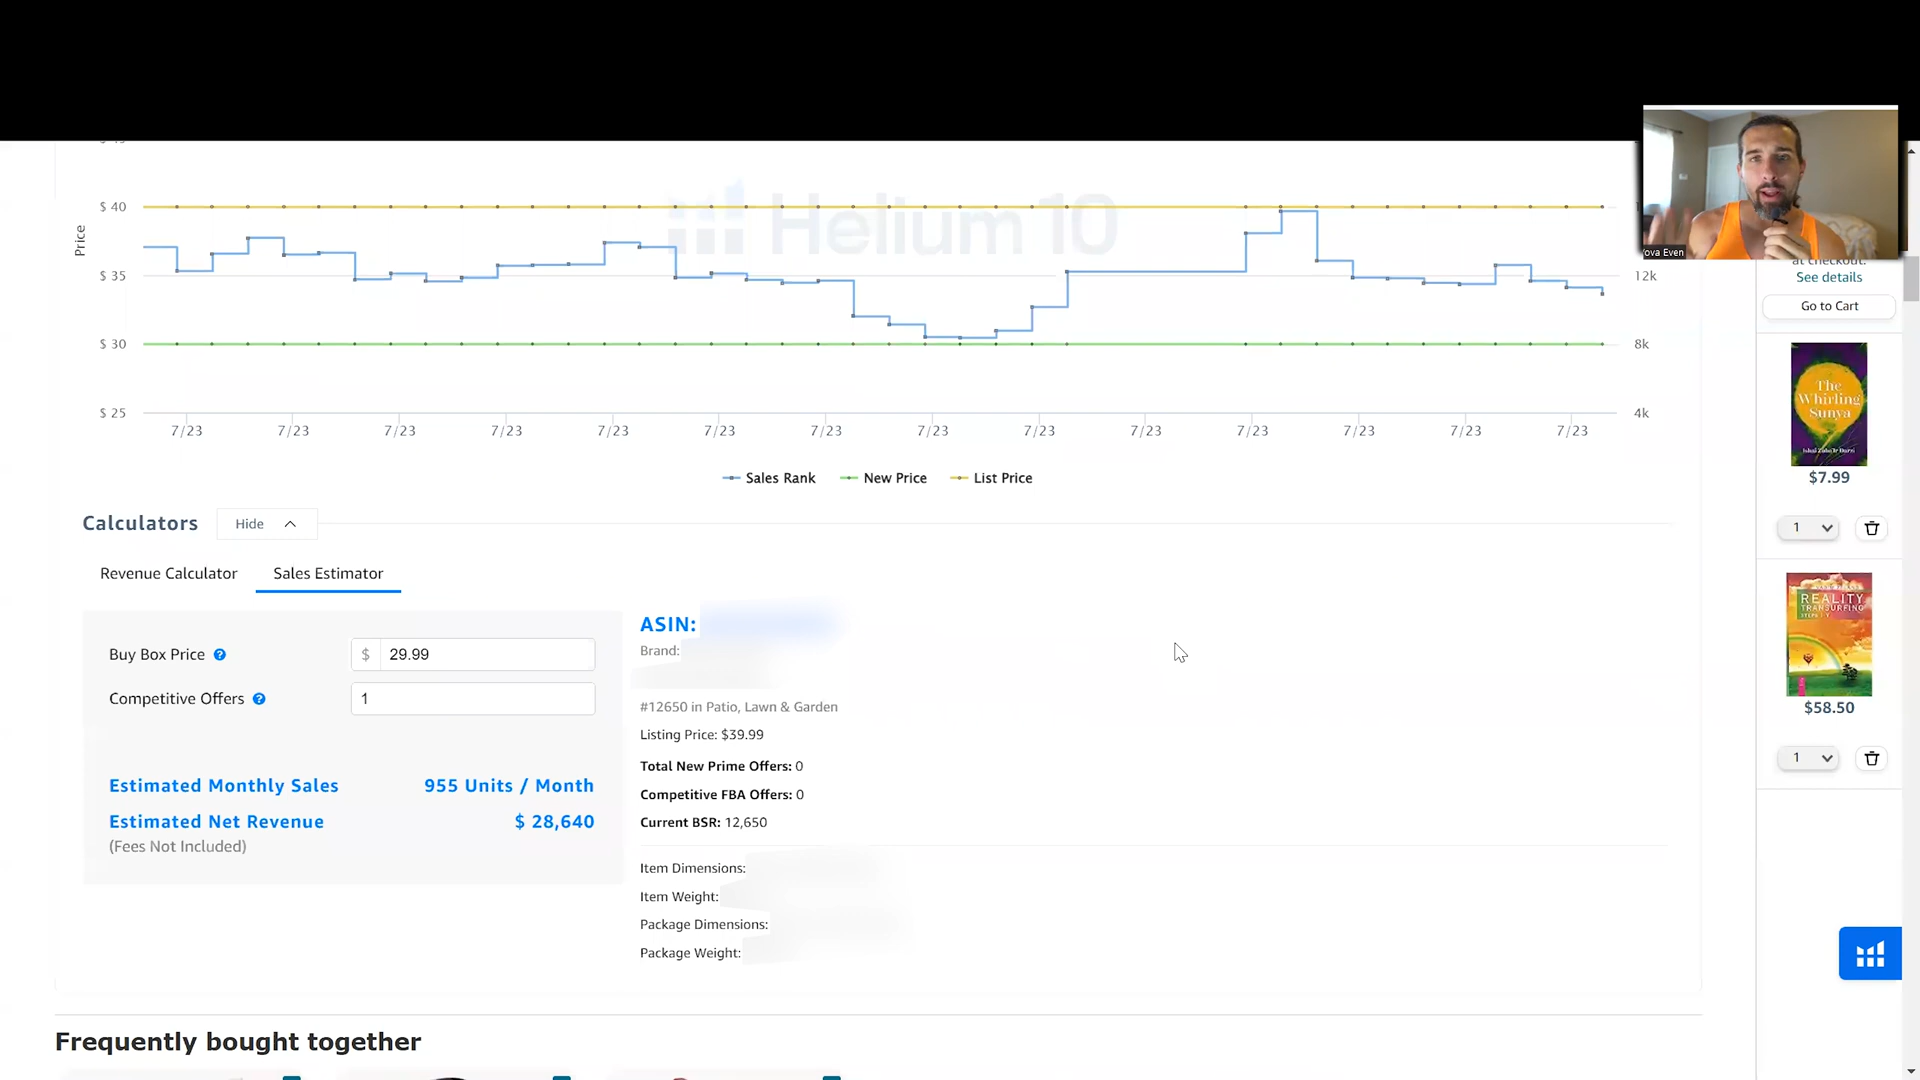 $ 40
Helium 10
Price
$ 35
12k
$ 30
8k
$ 25
4k
7/23 7/23 7/23 7/23 7/23 7/23 7/23 7/23 7/23 7/23 7/23 7/23 7/23 7/23
Sales Rank New Price List Price
Calculators Hide
Revenue Calculator Sales Estimator
Buy Box Price $ 29.99
Competitive Offers 1
Estimated Monthly Sales 955 Units / Month
Estimated Net Revenue $ 28,640
(Fees Not Included)
ASIN:
Brand:
#12650 in Patio, Lawn & Garden
Listing Price: $39.99
Total New Prime Offers: 0
Competitive FBA Offers: 0
Current BSR: 12,650
Item Dimensions:
Item Weight:
Package Dimensions:
Package Weight:
Frequently bought together
Even
at checkout.
See details
Go to Cart
The
Whirling
Sunya
$7.99
1
REALITY
TRANSURFING
$58.50
1